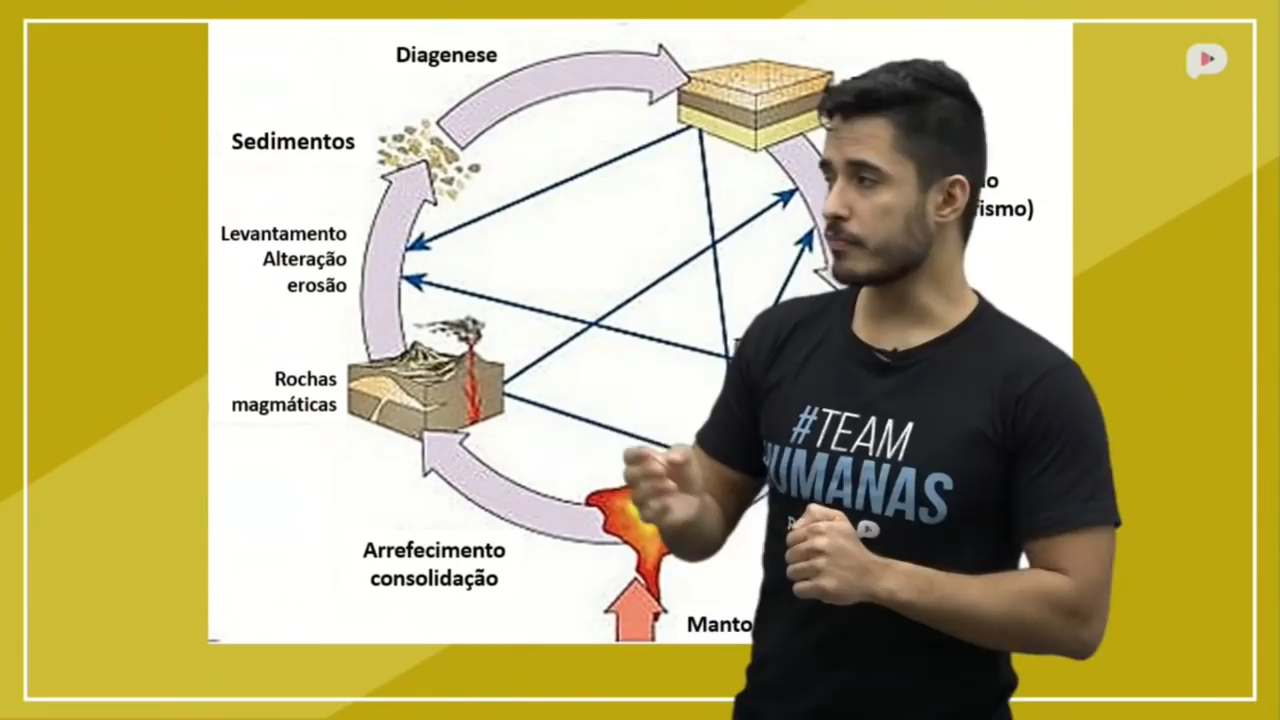 Diagenese
Sedimentos
Levantamento
Alteração
erosão
Rochas
magmáticas
Arrefecimento
consolidação
Manto
#TEAM
HUMANAS